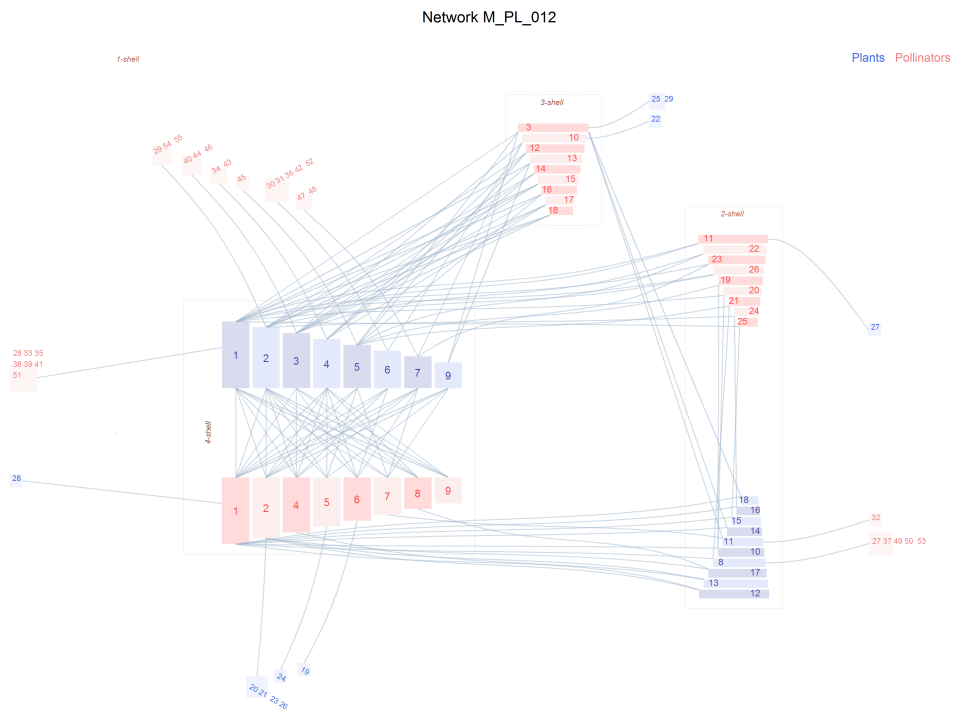 Network M_PL_012
1-shell
Plants Pollinators
3-shell
25 29
22
3
10
12
13
14
15
16
17
18
29 54 55
40 44 46
34 43
45
30 31 36 42 52
47 48
2-shell
11
22
23
26
19
20
21
24
25
27
28 33 35
38 39 41
51
1 2 3 4 5 6 7 9
4-shell
28
1 2 4 5 6 7 8 9
18
16
15
14
11
10
8
17
13
12
32
27 37 49 50 53
20 21 23 26
24
19